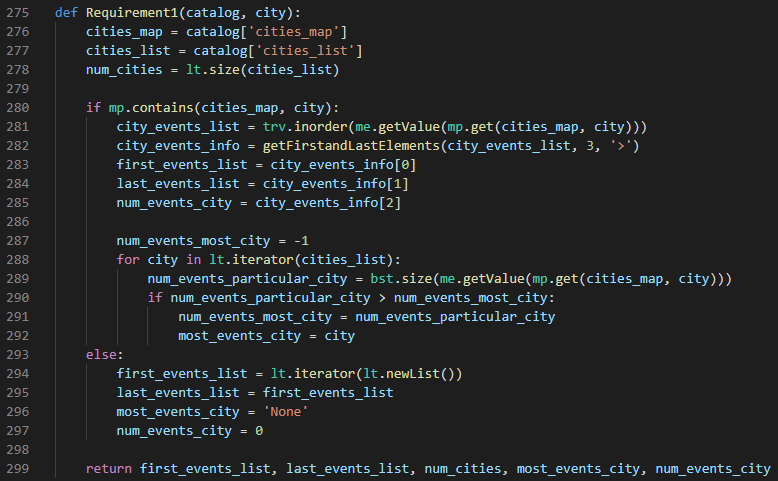 275 def Requirement1(catalog, city):
276     cities_map = catalog['cities_map']
277     cities_list = catalog['cities_list']
278     num_cities = lt.size(cities_list)
279
280     if mp.contains(cities_map, city):
281         city_events_list = trv.inorder(me.getValue(mp.get(cities_map, city)))
282         city_events_info = getFirstandLastElements(city_events_list, 3, '>')
283         first_events_list = city_events_info[0]
284         last_events_list = city_events_info[1]
285         num_events_city = city_events_info[2]
286
287         num_events_most_city = -1
288         for city in lt.iterator(cities_list):
289             num_events_particular_city = bst.size(me.getValue(mp.get(cities_map, city)))
290             if num_events_particular_city > num_events_most_city:
291                 num_events_most_city = num_events_particular_city
292                 most_events_city = city
293     else:
294         first_events_list = lt.iterator(lt.newList())
295         last_events_list = first_events_list
296         most_events_city = 'None'
297         num_events_city = 0
298
299     return first_events_list, last_events_list, num_cities, most_events_city, num_events_city